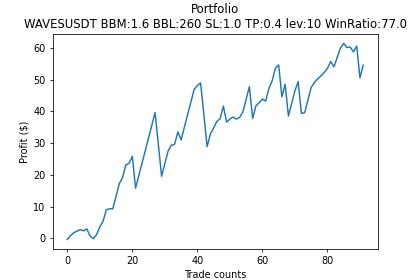 Portfolio
WAVESUSDT BBM:1.6 BBL:260 SL:1.0 TP:0.4 lev:10 WinRatio:77.0
60
50
40
30
20
10
0
Profit ($)
0 20 40 60 80
Trade counts